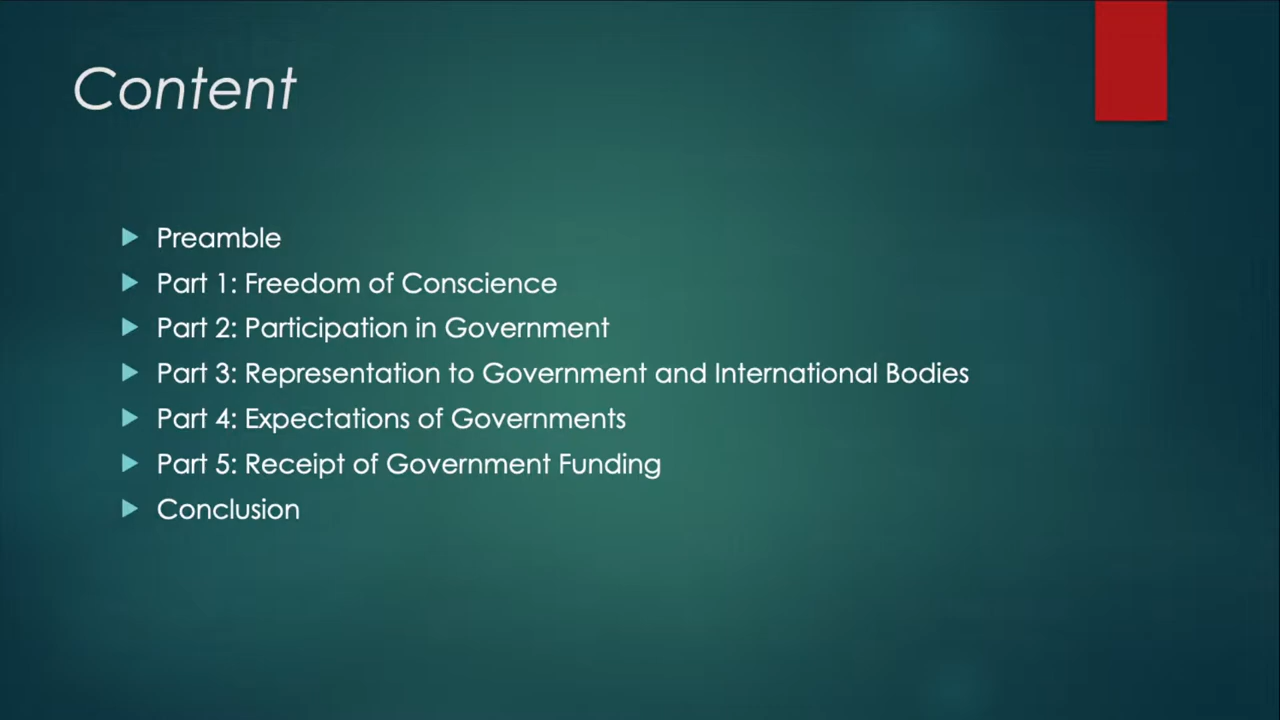 Content
Preamble
Part 1: Freedom of Conscience
Part 2: Participation in Government
Part 3: Representation to Government and International Bodies
Part 4: Expectations of Governments
Part 5: Receipt of Government Funding
Conclusion